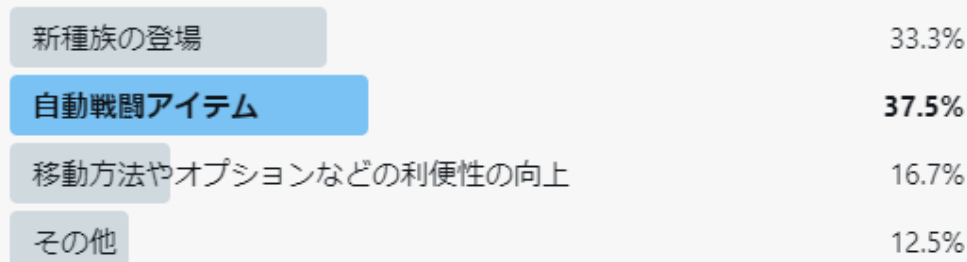 新種族の登場 33.3%
自動戦闘アイテム 37.5%
移動方法やオプションなどの利便性の向上 16.7%
その他 12.5%